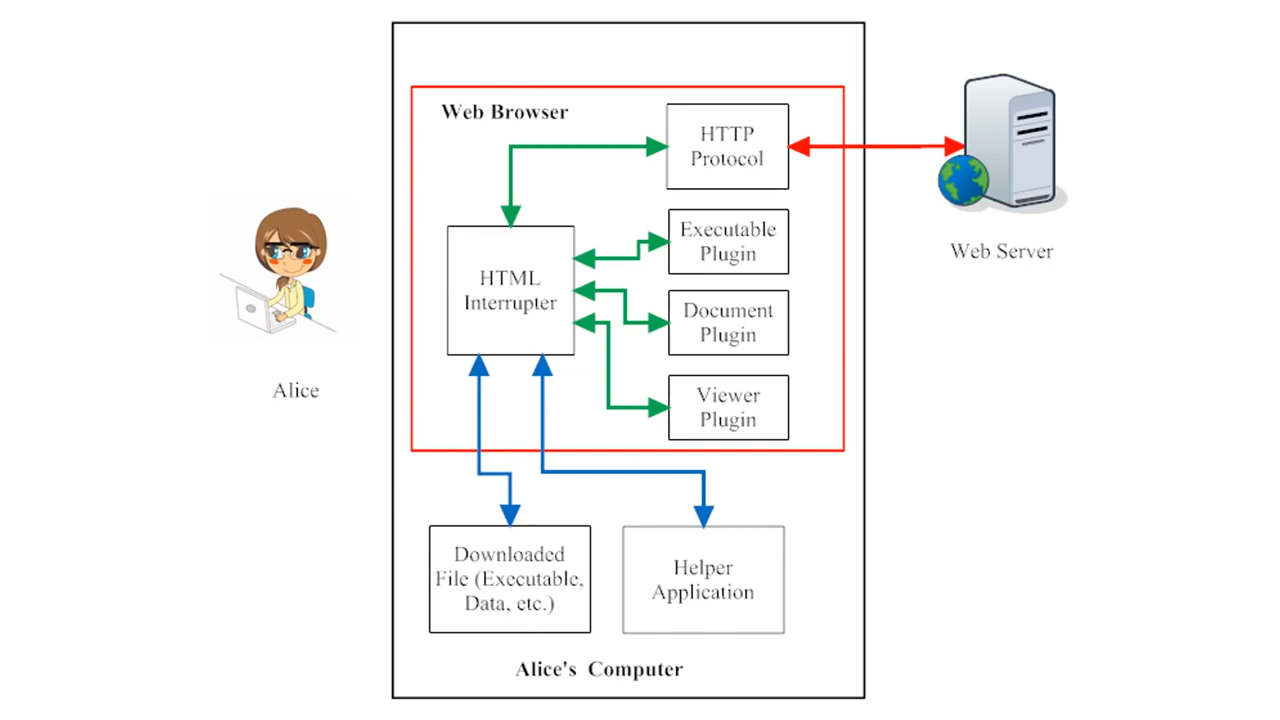 Web Browser
HTTP
Protocol
Executable
Plugin
HTML
Interrupter
Document
Plugin
Viewer
Plugin
Web Server
Alice
Downloaded
File (Executable,
Data, etc.)
Helper
Application
Alice's Computer